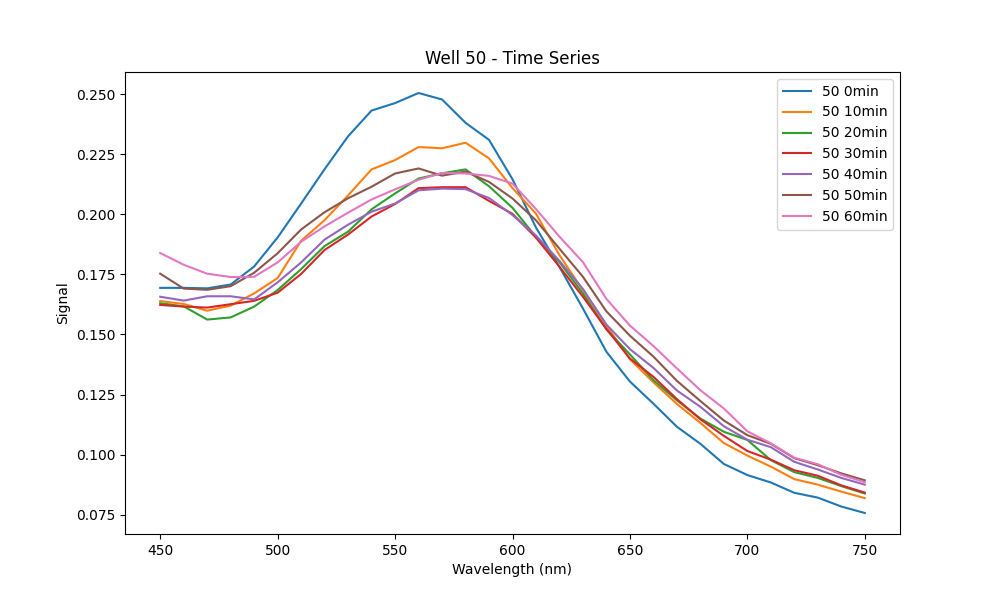 Well 50 - Time Series
0.250
0.225
0.200
0.175
0.150
0.125
0.100
0.075
Signal
450 500 550 600 650 700 750
Wavelength (nm)
50 0min
50 10min
50 20min
50 30min
50 40min
50 50min
50 60min